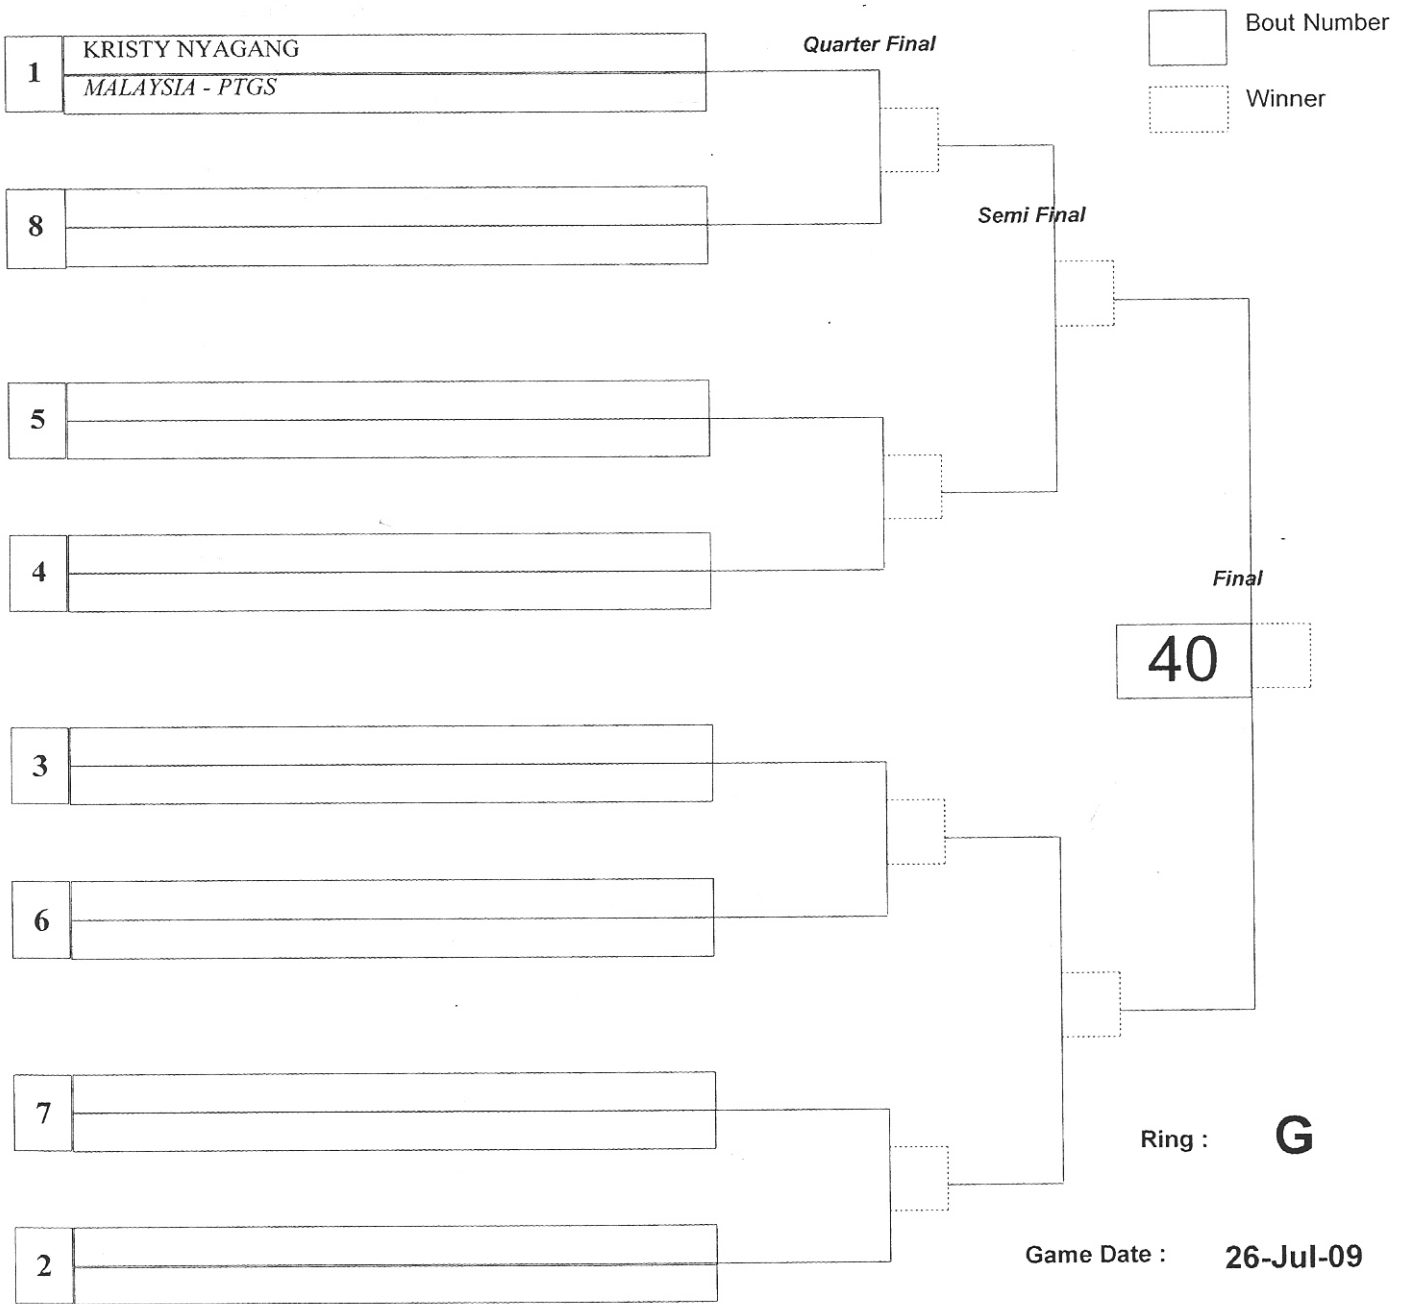 Quarter Final
Bout Number
1
KRISTY NYAGANG
MALAYSIA - PTGS
Winner
8
Semi Final
5
4
Final
40
3
6
7
Ring : G
2
Game Date : 26-Jul-09